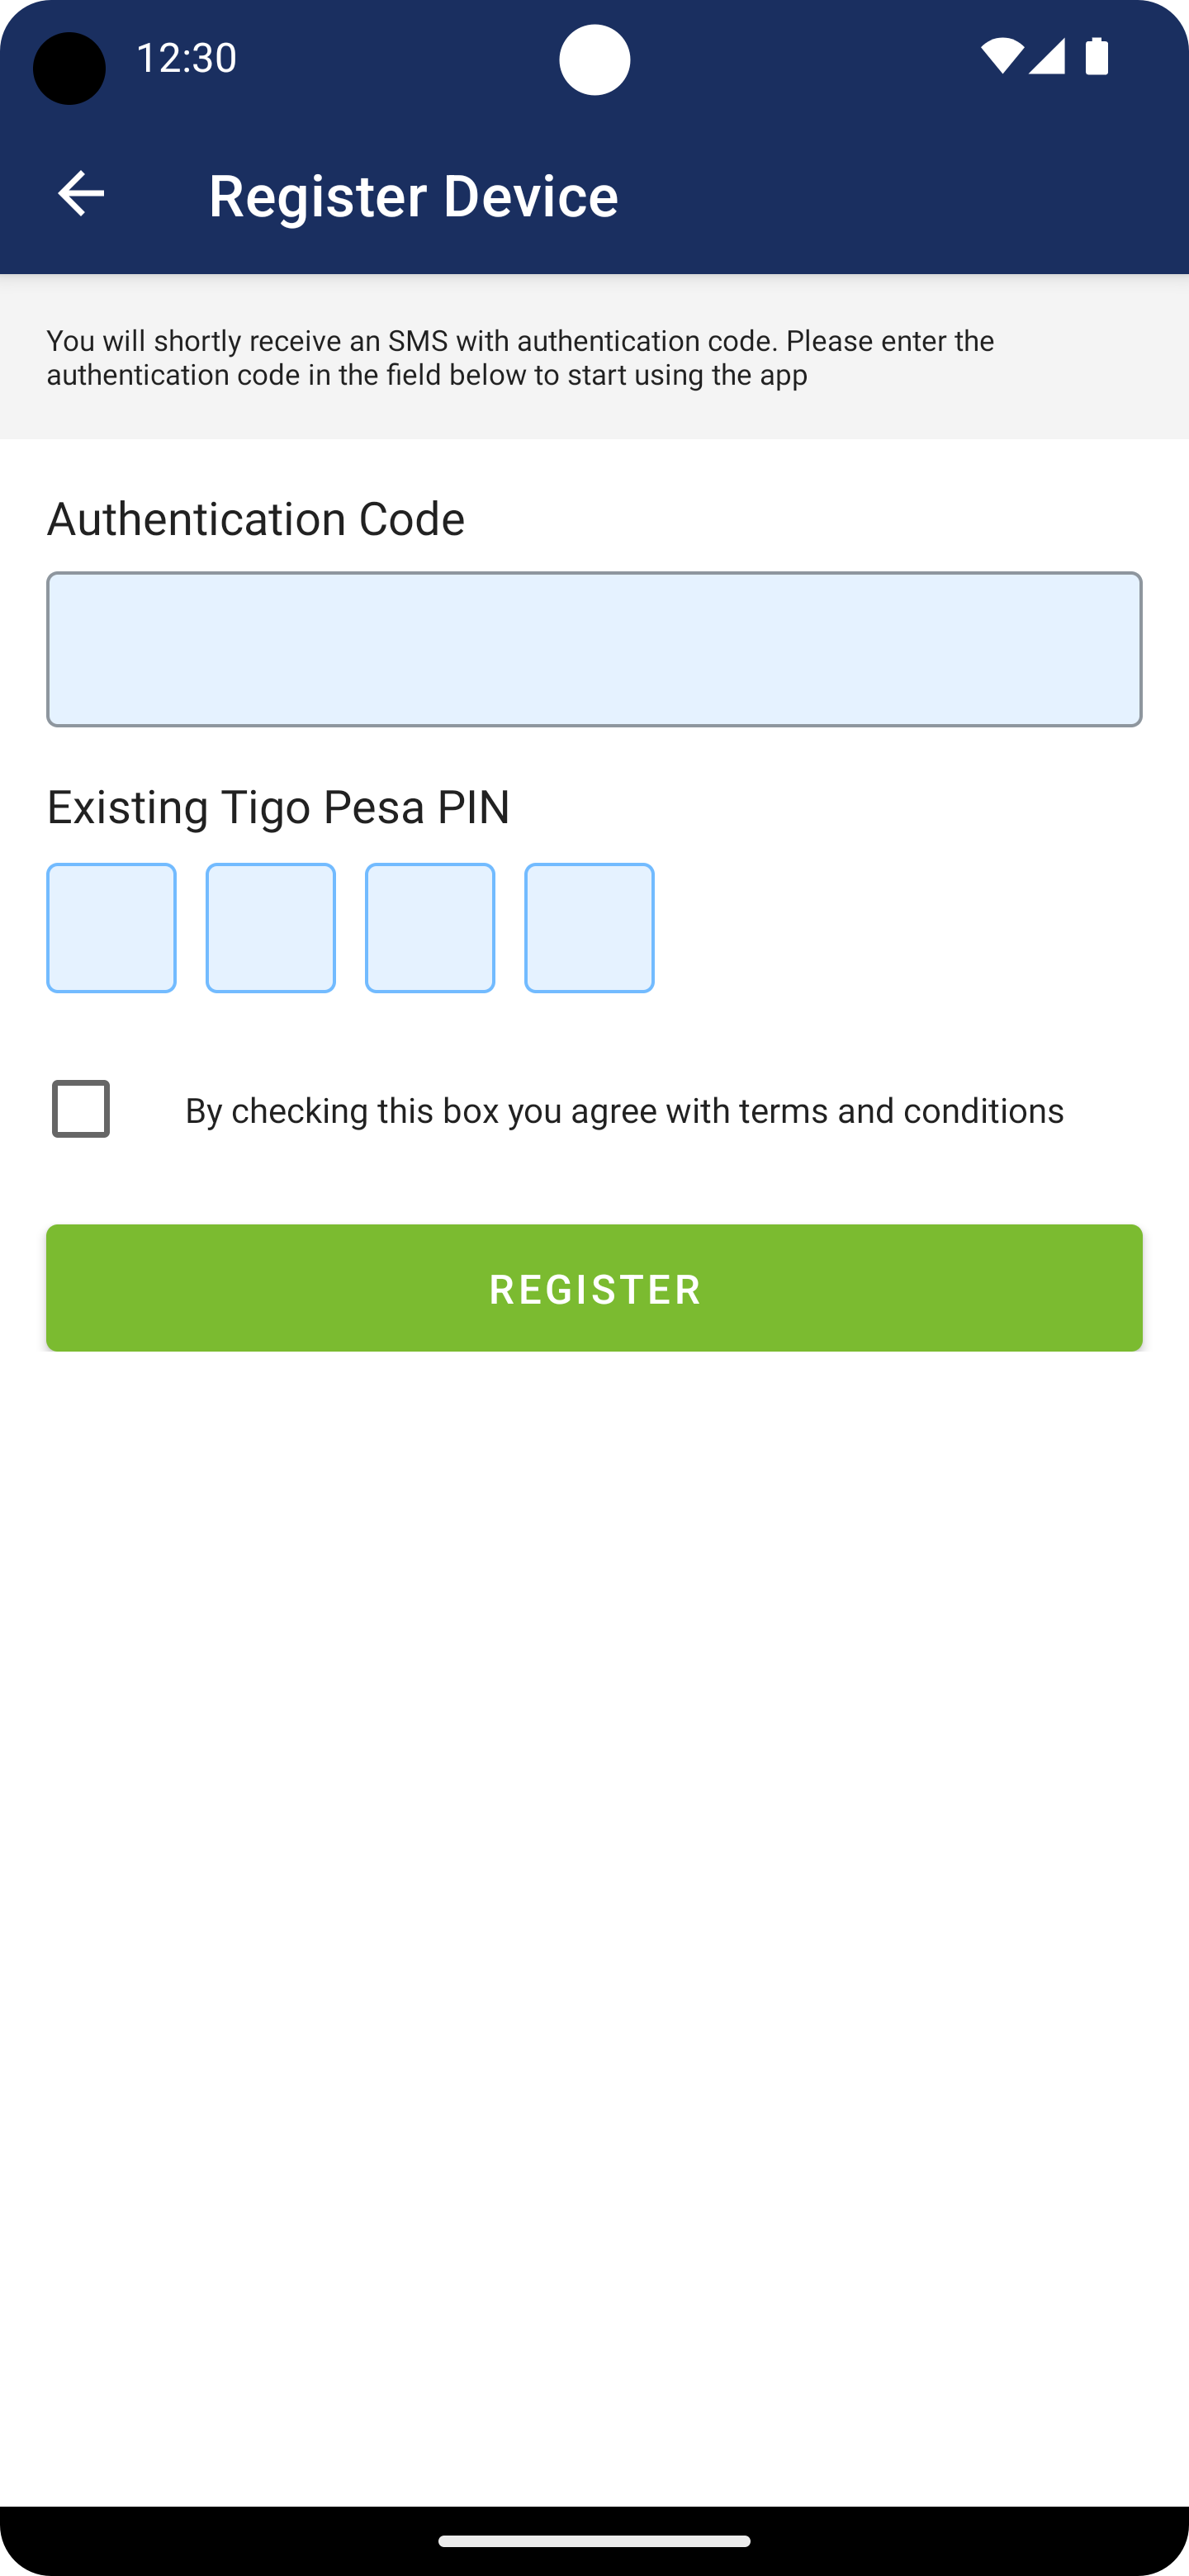 12:30
Register Device
You will shortly receive an SMS with authentication code. Please enter the
authentication code in the field below to start using the app
Authentication Code
Existing Tigo Pesa PIN
By checking this box you agree with terms and conditions
REGISTER